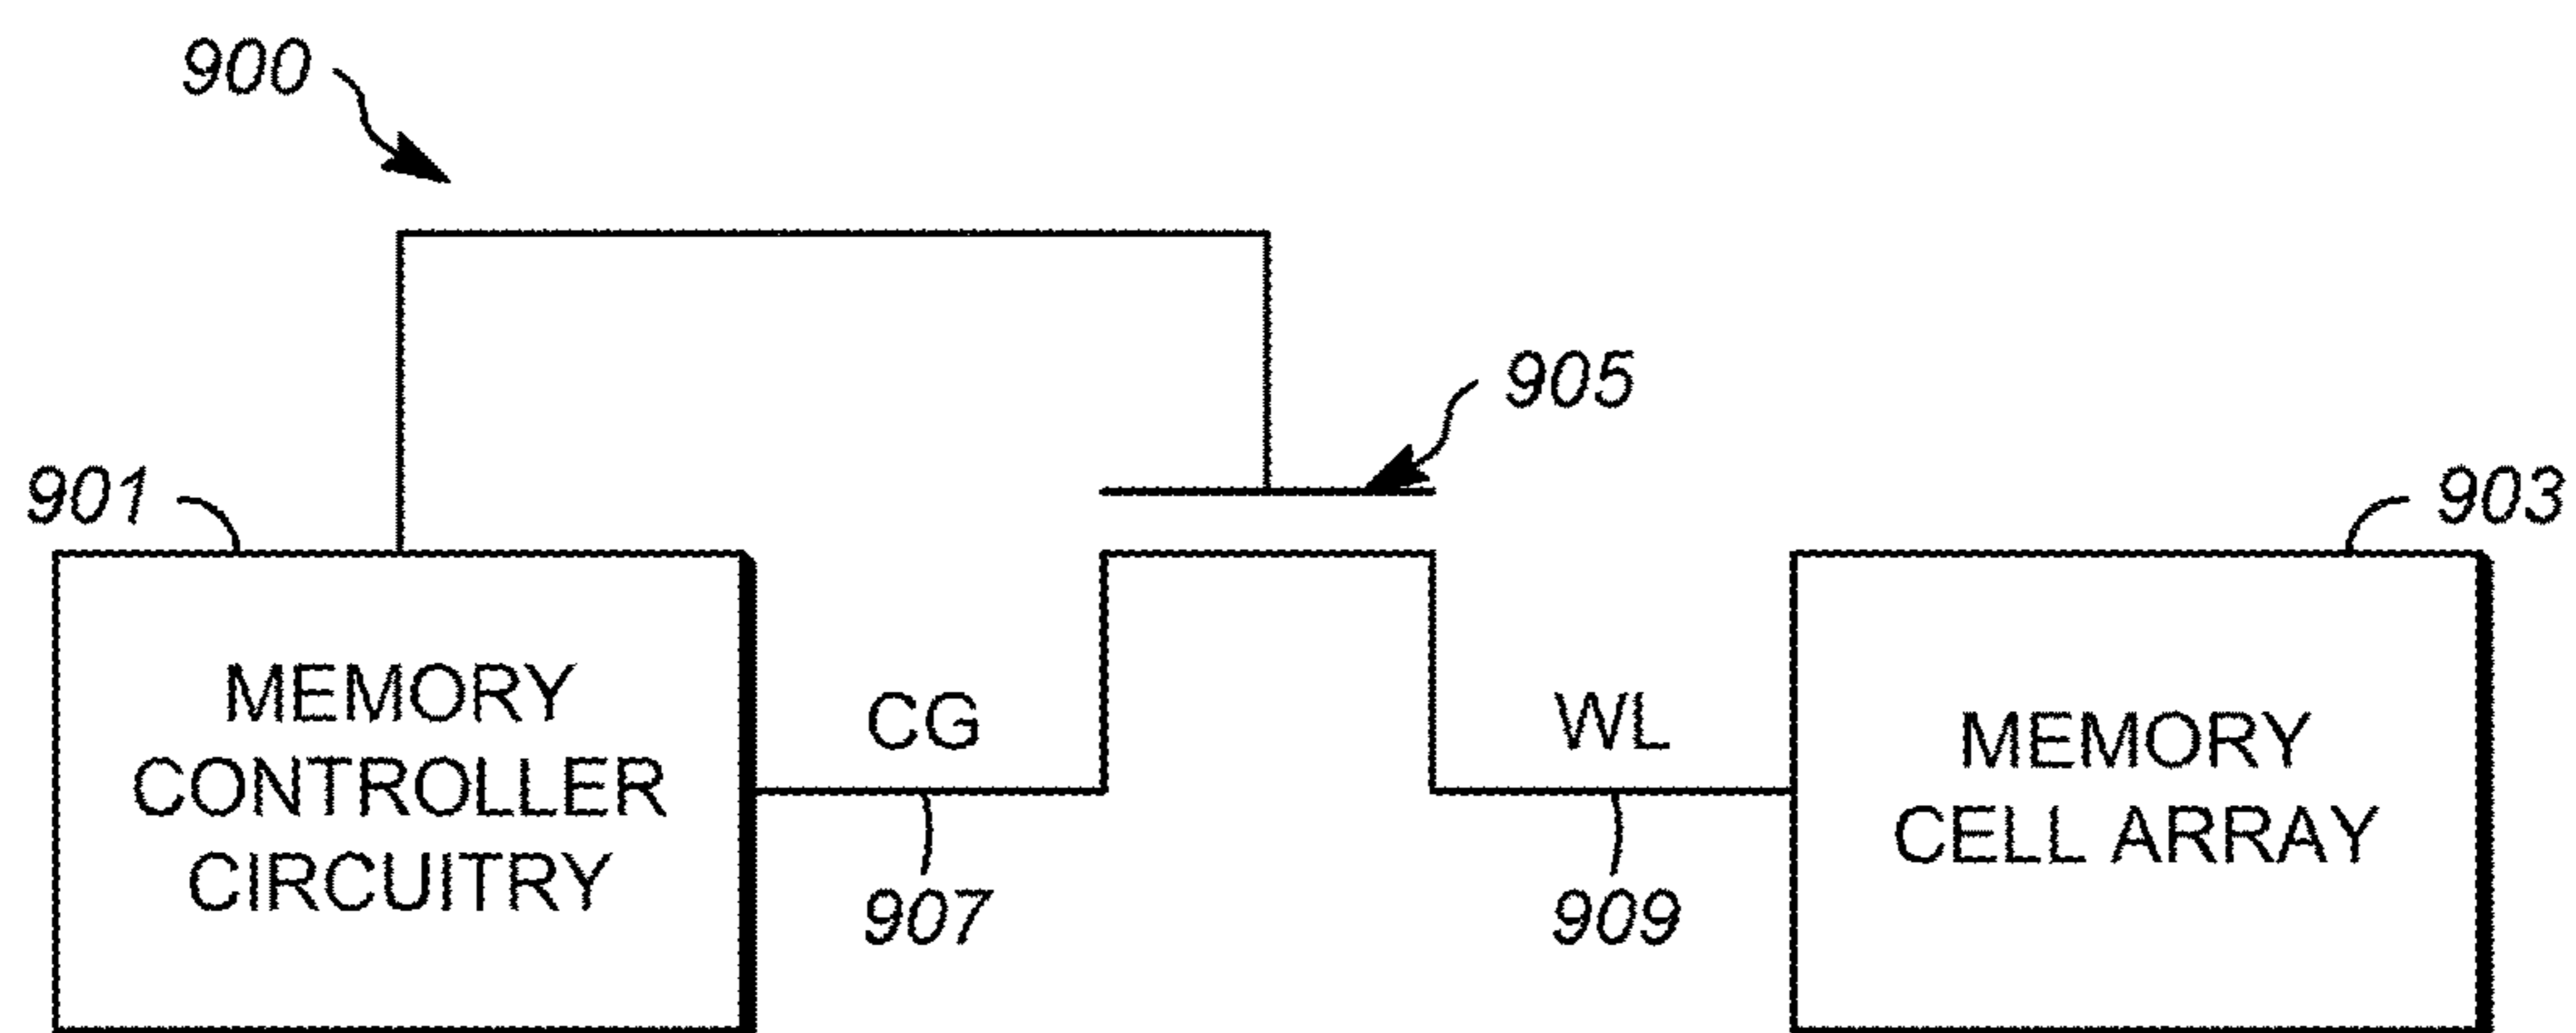 900
905
901
903
MEMORY
CONTROLLER
CIRCUITRY
CG
WL
MEMORY
CELL ARRAY
907
909